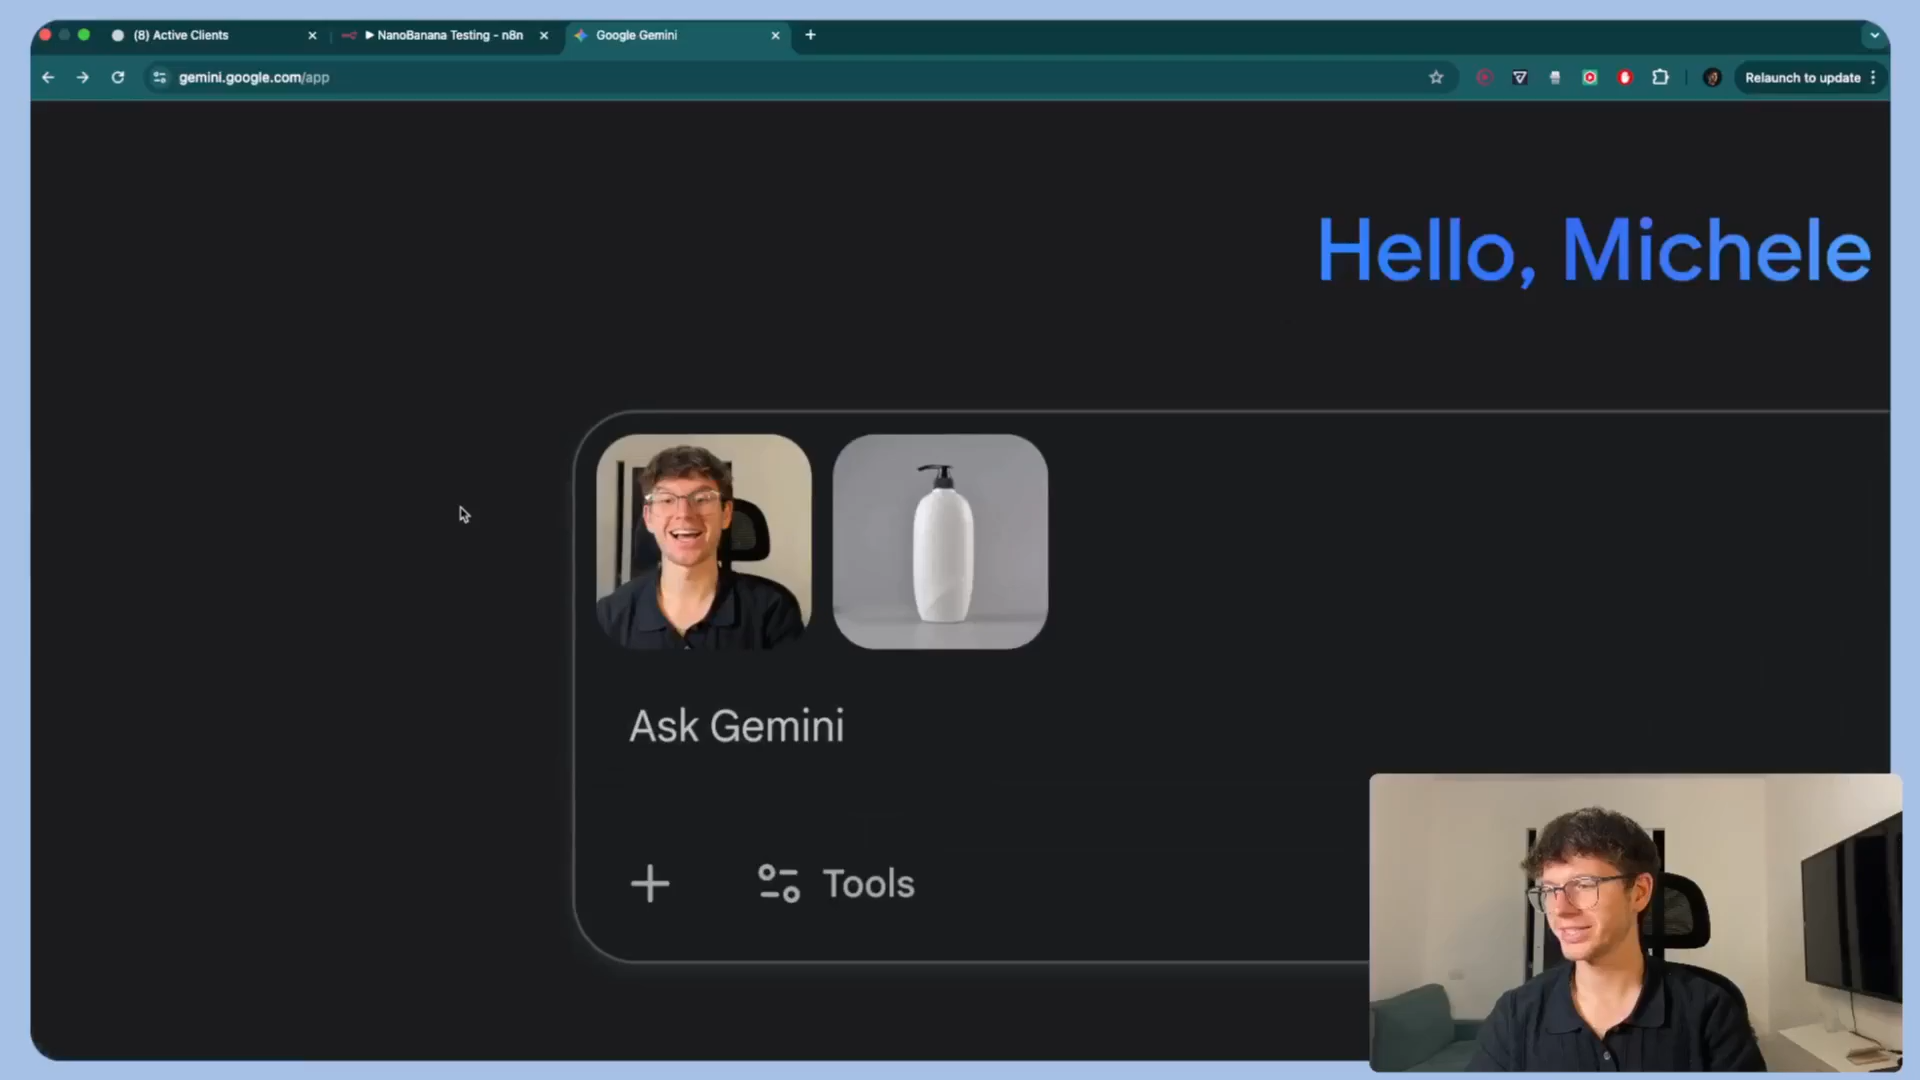 (8) Active Clients
NanoBanana Testing - n8n
Google Gemini
gemini.google.com/app
Relaunch to update
Hello, Michele
Ask Gemini
Tools